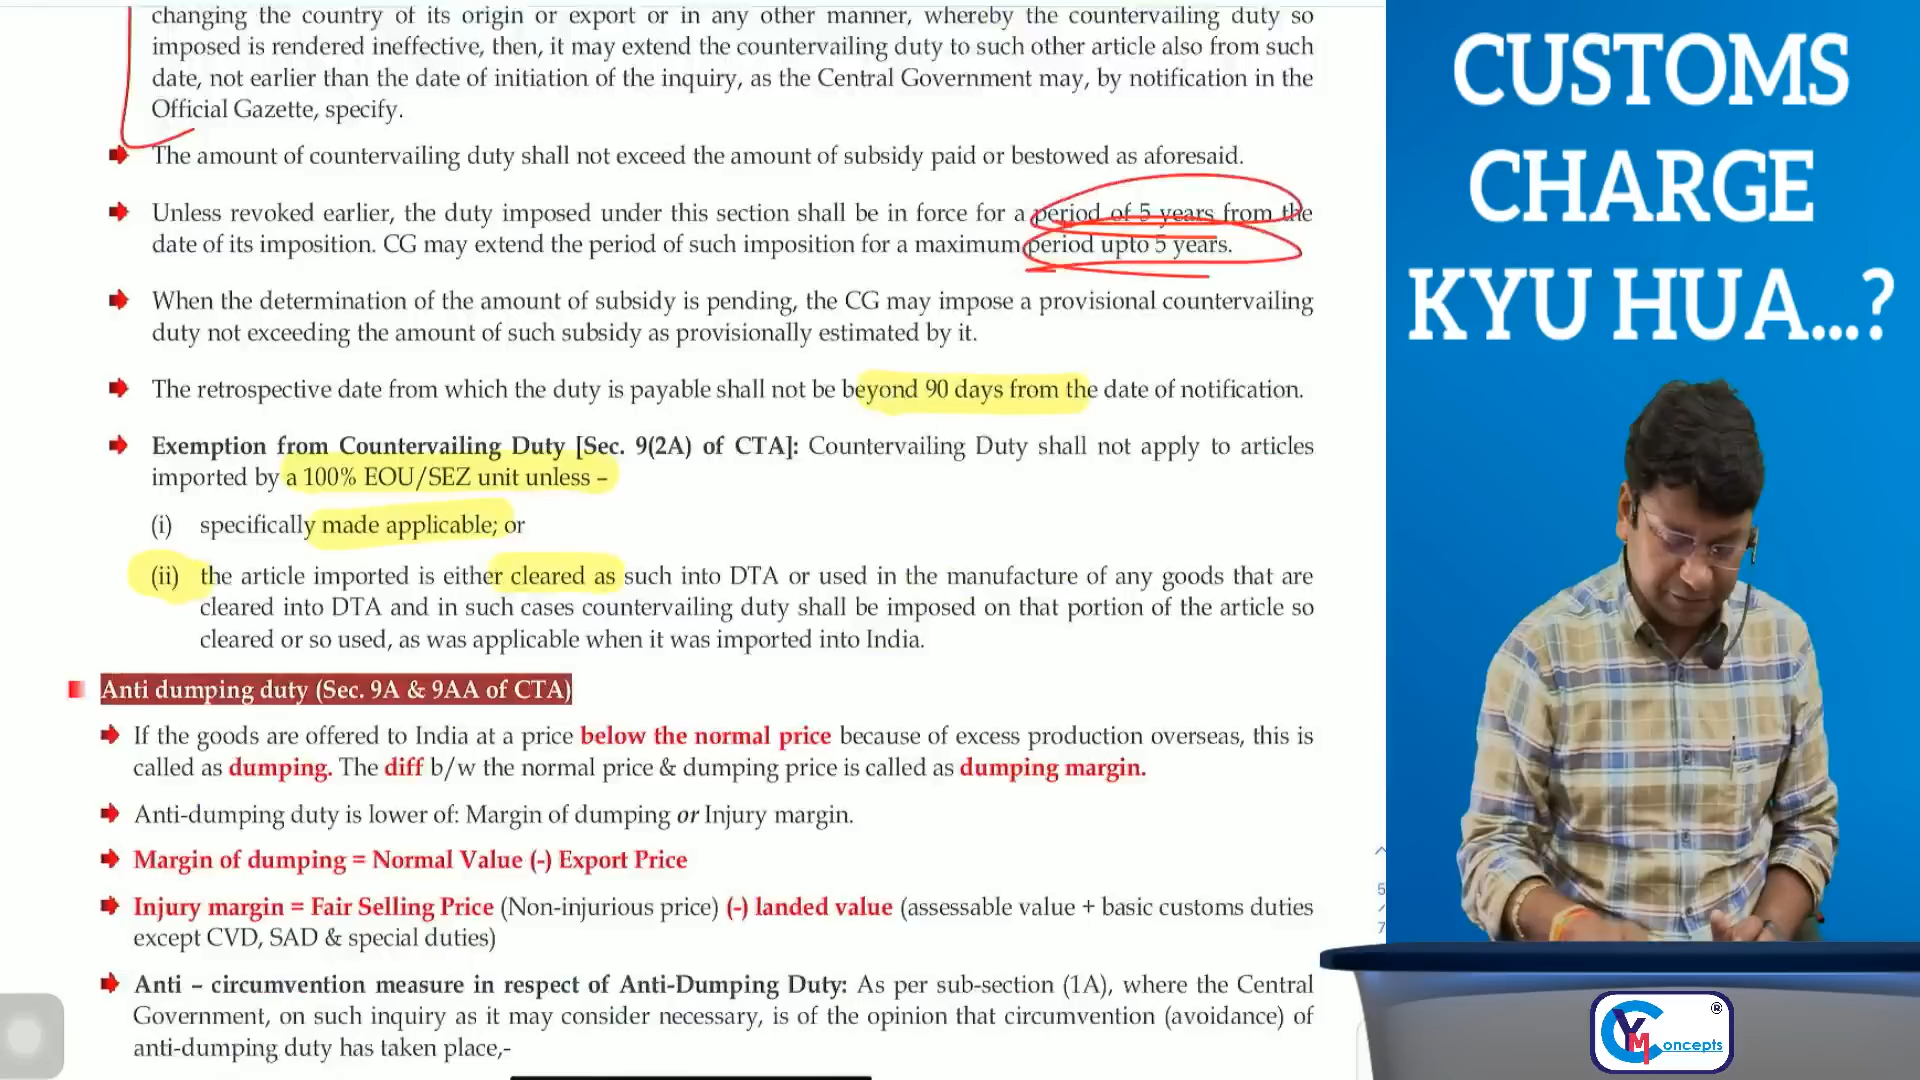 changing the country of its origin or export or in any other manner, whereby the countervailing duty so
imposed is rendered ineffective, then, it may extend the countervailing duty to such other article also from such
date, not earlier than the date of initiation of the inquiry, as the Central Government may, by notification in the
Official Gazette, specify.
The amount of countervailing duty shall not exceed the amount of subsidy paid or bestowed as aforesaid.
Unless revoked earlier, the duty imposed under this section shall be in force for a period of 5 years from the
date of its imposition. CG may extend the period of such imposition for a maximum period upto 5 years.
When the determination of the amount of subsidy is pending, the CG may impose a provisional countervailing
duty not exceeding the amount of such subsidy as provisionally estimated by it.
The retrospective date from which the duty is payable shall not be beyond 90 days from the date of notification.
Exemption from Countervailing Duty [Sec. 9(2A) of CTA]: Countervailing Duty shall not apply to articles
imported by a 100% EOU/SEZ unit unless –
(i) specifically made applicable; or
(ii) the article imported is either cleared as such into DTA or used in the manufacture of any goods that are
cleared into DTA and in such cases countervailing duty shall be imposed on that portion of the article so
cleared or so used, as was applicable when it was imported into India.
Anti dumping duty (Sec. 9A & 9AA of CTA)
If the goods are offered to India at a price below the normal price because of excess production overseas, this is
called as dumping. The diff b/w the normal price & dumping price is called as dumping margin.
Anti-dumping duty is lower of: Margin of dumping or Injury margin.
Margin of dumping = Normal Value (-) Export Price
Injury margin = Fair Selling Price (Non-injurious price) (-) landed value (assessable value + basic customs duties
except CVD, SAD & special duties)
Anti – circumvention measure in respect of Anti-Dumping Duty: As per sub-section (1A), where the Central
Government, on such inquiry as it may consider necessary, is of the opinion that circumvention (avoidance) of
anti-dumping duty has taken place,-
5
7
CUSTOMS
CHARGE
KYU HUA...?
YM Concepts ®